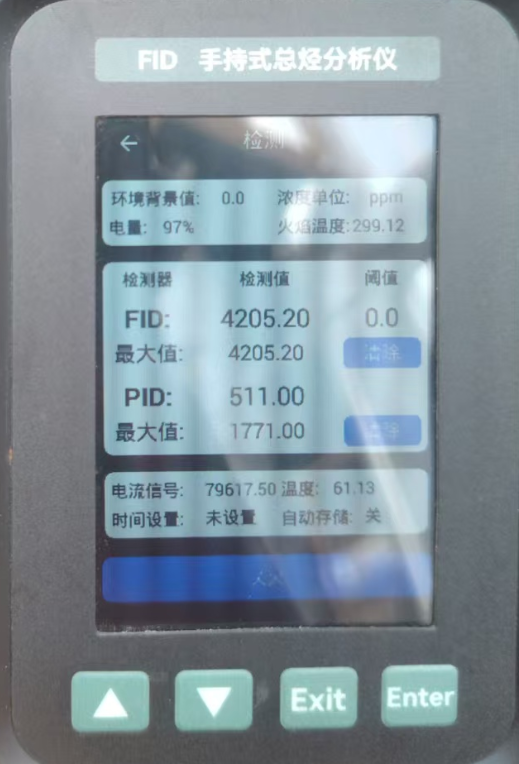 FID 手持式总烃分析仪
← 检测
环境背景值: 0.0 浓度单位: ppm
电量: 97% 火焰温度:299.12
检测器 检测值 阈值
FID: 4205.20 0.0
最大值: 4205.20 清除
PID: 511.00
最大值: 1771.00 清除
电流信号: 79617.50 温度: 61.13
时间设置: 未设置 自动存储: 关
▲ ▼ Exit Enter